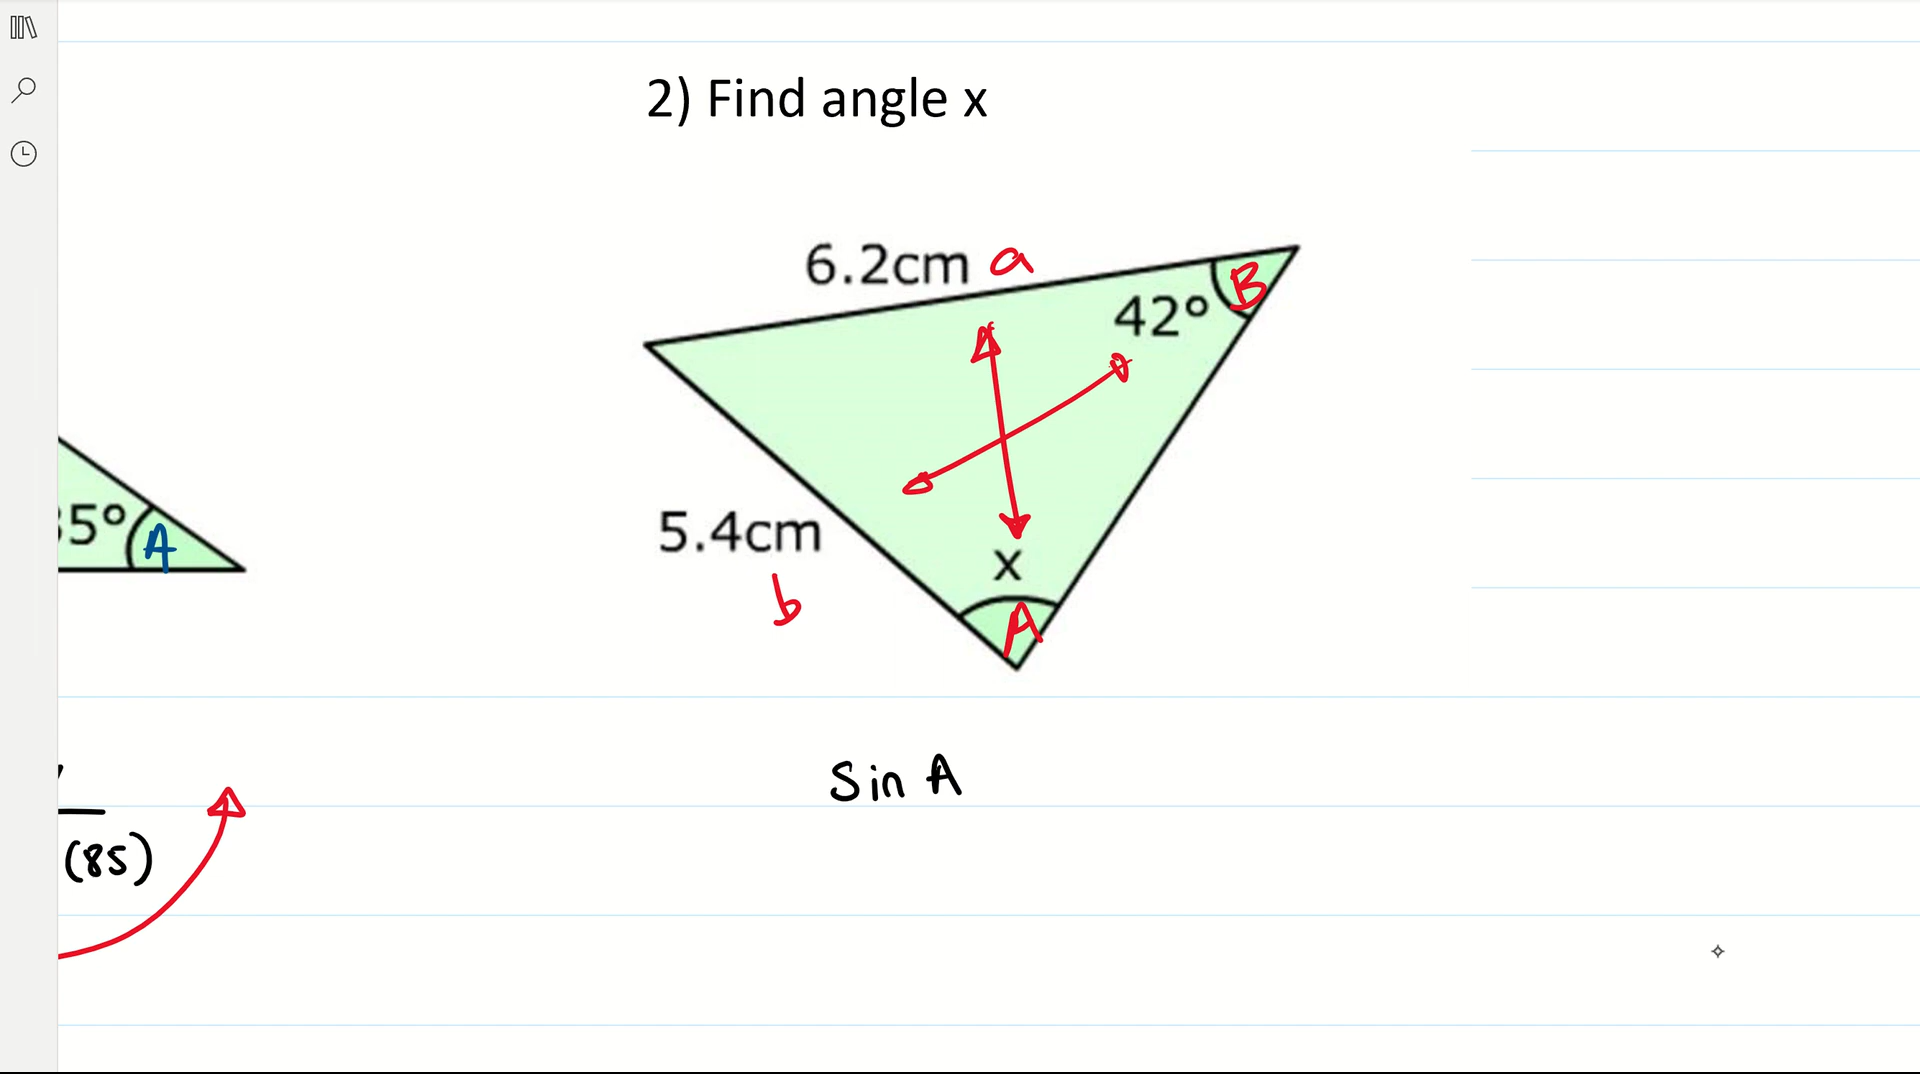 2) Find angle x
6.2cm a
B
42°
5.4cm
b
x
A
5° A
Sin A
(85)